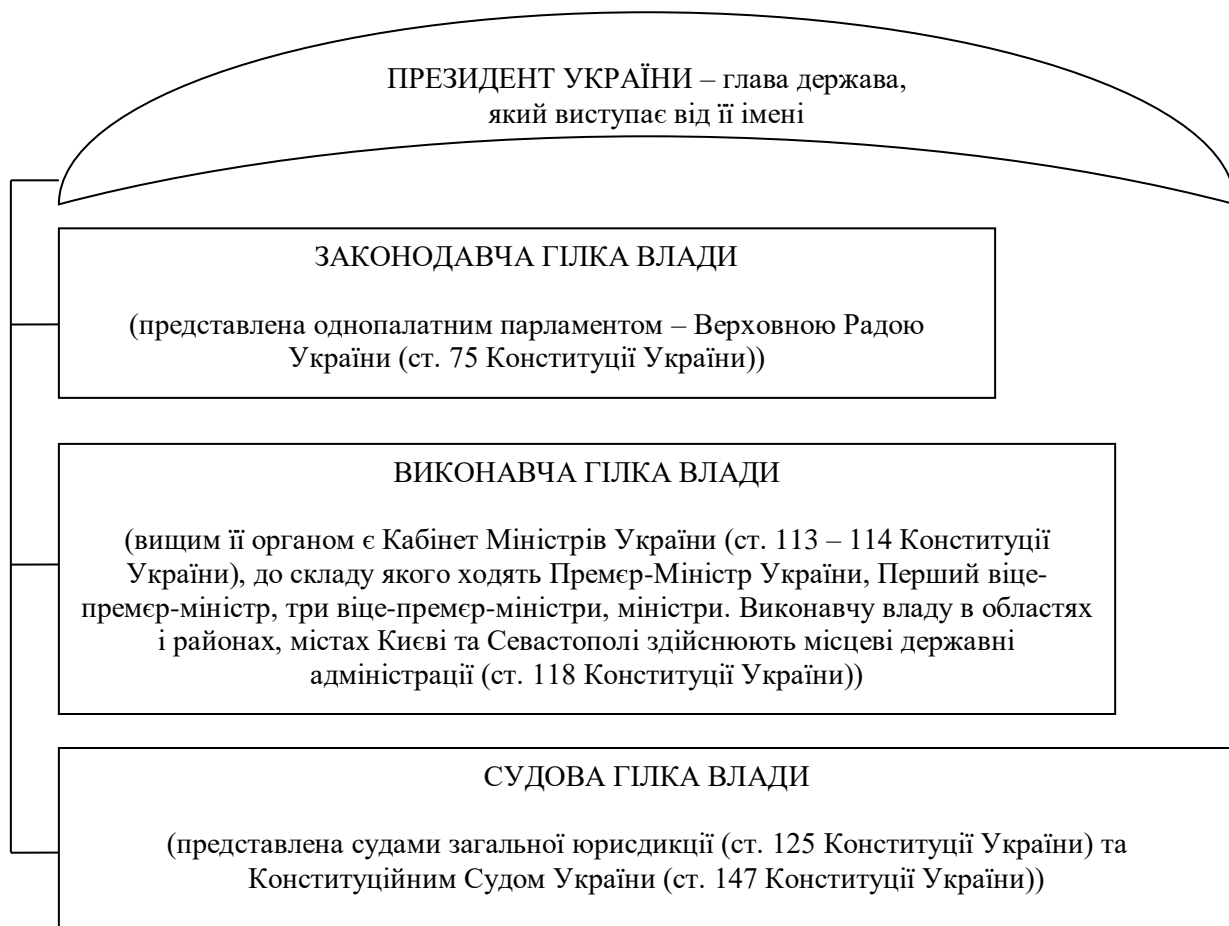 ПРЕЗИДЕНТ УКРАЇНИ – глава держава,
який виступає від її імені
ЗАКОНОДАВЧА ГІЛКА ВЛАДИ
(представлена однопалатним парламентом – Верховною Радою
України (ст. 75 Конституції України))
ВИКОНАВЧА ГІЛКА ВЛАДИ
(вищим її органом є Кабінет Міністрів України (ст. 113 – 114 Конституції
України), до складу якого ходять Премєр-Міністр України, Перший віце-
премєр-міністр, три віце-премєр-міністри, міністри. Виконавчу владу в областях
і районах, містах Києві та Севастополі здійснюють місцеві державні
адміністрації (ст. 118 Конституції України))
СУДОВА ГІЛКА ВЛАДИ
(представлена судами загальної юрисдикції (ст. 125 Конституції України) та
Конституційним Судом України (ст. 147 Конституції України))